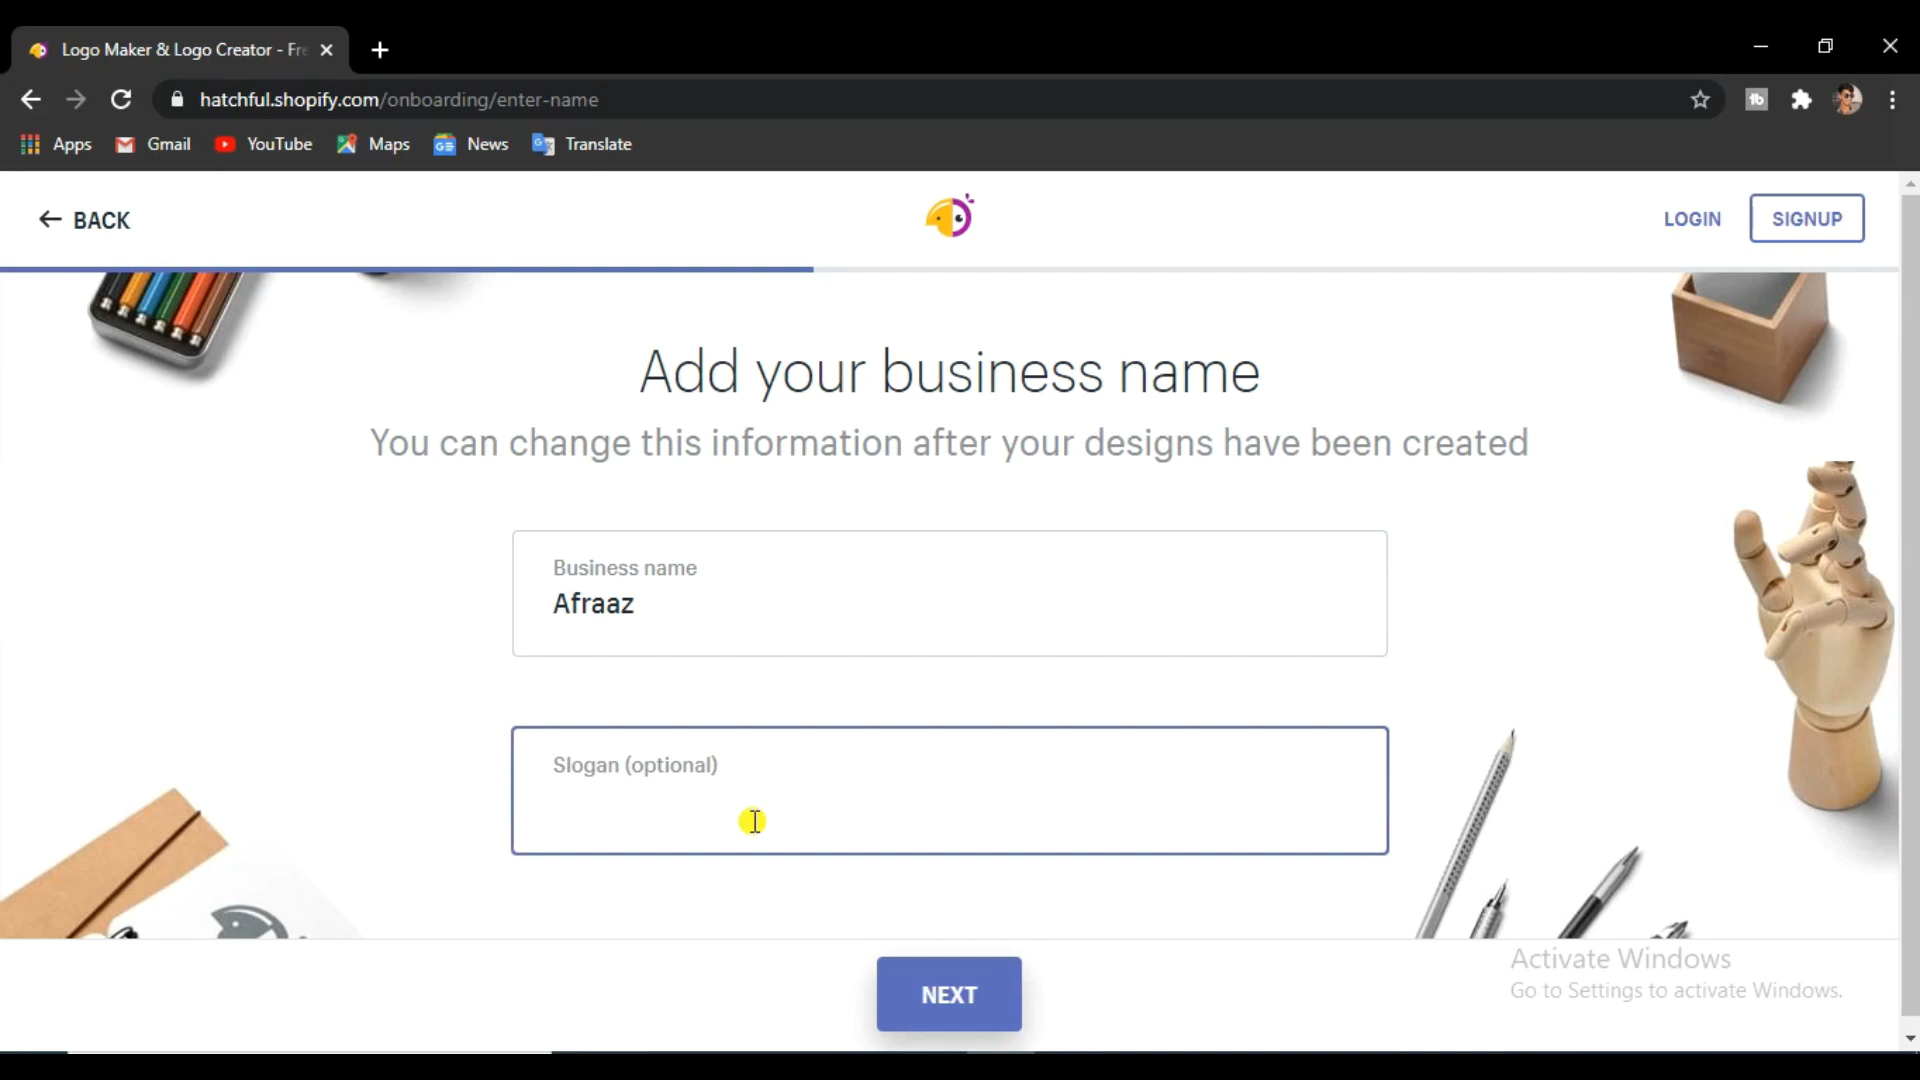 Logo Maker & Logo Creator - Fre
hatchful.shopify.com/onboarding/enter-name
Apps
Gmail
YouTube
Maps
News
Translate
BACK
LOGIN
SIGNUP
Add your business name
You can change this information after your designs have been created
Business name
Afraaz
Slogan (optional)
NEXT
Activate Windows
Go to Settings to activate Windows.